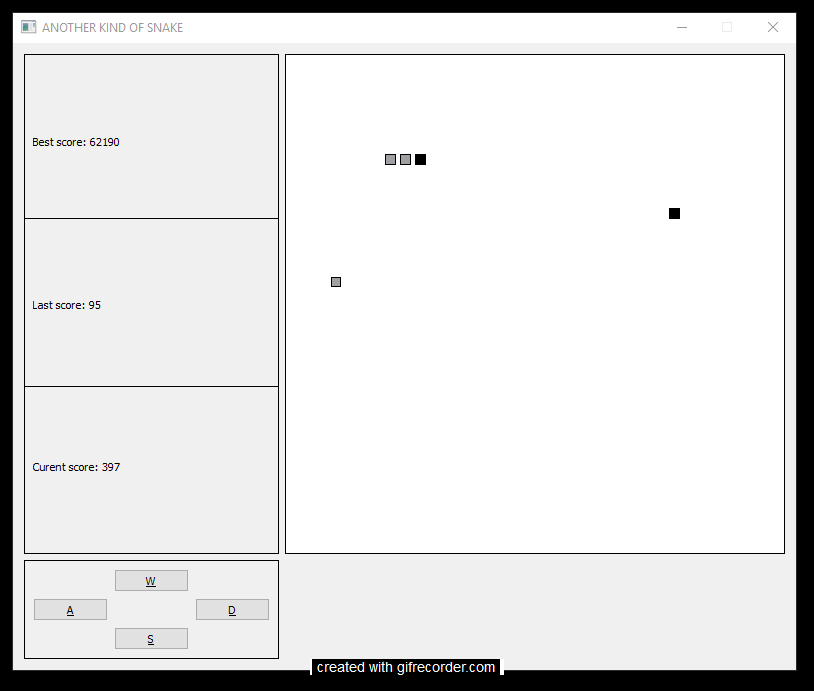 ANOTHER KIND OF SNAKE
Best score: 62190
Last score: 95
Curent score: 397
W
A D
S
created with gifrecorder.com